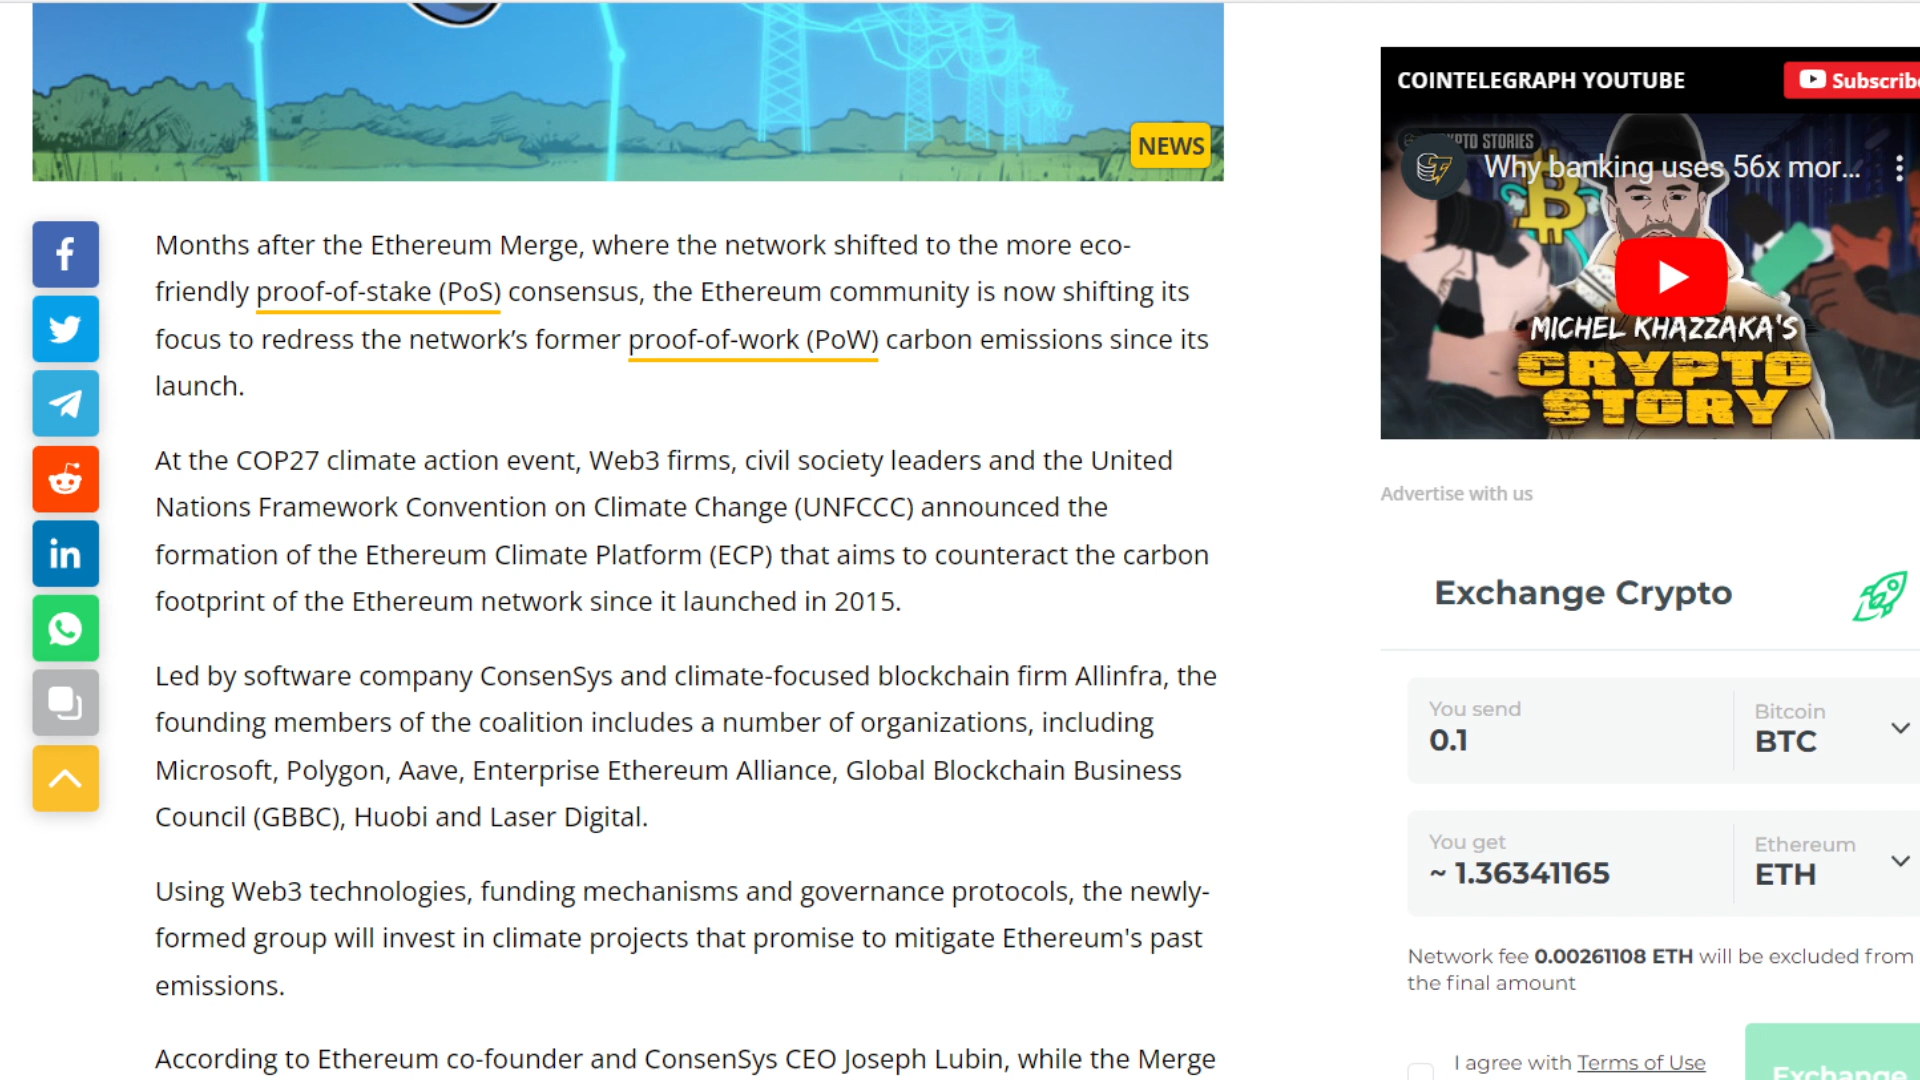 NEWS
Months after the Ethereum Merge, where the network shifted to the more eco-
friendly proof-of-stake (PoS) consensus, the Ethereum community is now shifting its
focus to redress the network’s former proof-of-work (PoW) carbon emissions since its
launch.
At the COP27 climate action event, Web3 firms, civil society leaders and the United
Nations Framework Convention on Climate Change (UNFCCC) announced the
formation of the Ethereum Climate Platform (ECP) that aims to counteract the carbon
footprint of the Ethereum network since it launched in 2015.
Led by software company ConsenSys and climate-focused blockchain firm Allinfra, the
founding members of the coalition includes a number of organizations, including
Microsoft, Polygon, Aave, Enterprise Ethereum Alliance, Global Blockchain Business
Council (GBBC), Huobi and Laser Digital.
Using Web3 technologies, funding mechanisms and governance protocols, the newly-
formed group will invest in climate projects that promise to mitigate Ethereum's past
emissions.
According to Ethereum co-founder and ConsenSys CEO Joseph Lubin, while the Merge
COINTELEGRAPH YOUTUBE
Subscribe
STORIES
Why banking uses 56x mor...
MICHEL KHAZZAKA'S
CRYPTO
STORY
Advertise with us
Exchange Crypto
You send
0.1
Bitcoin
BTC
You get
~ 1.36341165
Ethereum
ETH
Network fee 0.00261108 ETH will be excluded from
the final amount
I agree with Terms of Use
Exchange